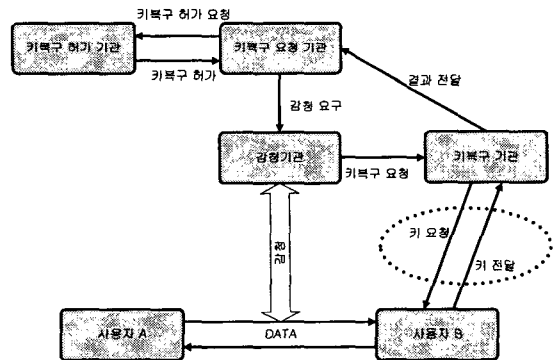 키복구 허가 요청
키복구 허가 기관
키복구 요청 기관
키복구 허가
결과 전달
감청 요구
감청기관
키복구 기관
키복구 요청
키 요청
감청
키 전달
사용자 A
DATA
사용자 B